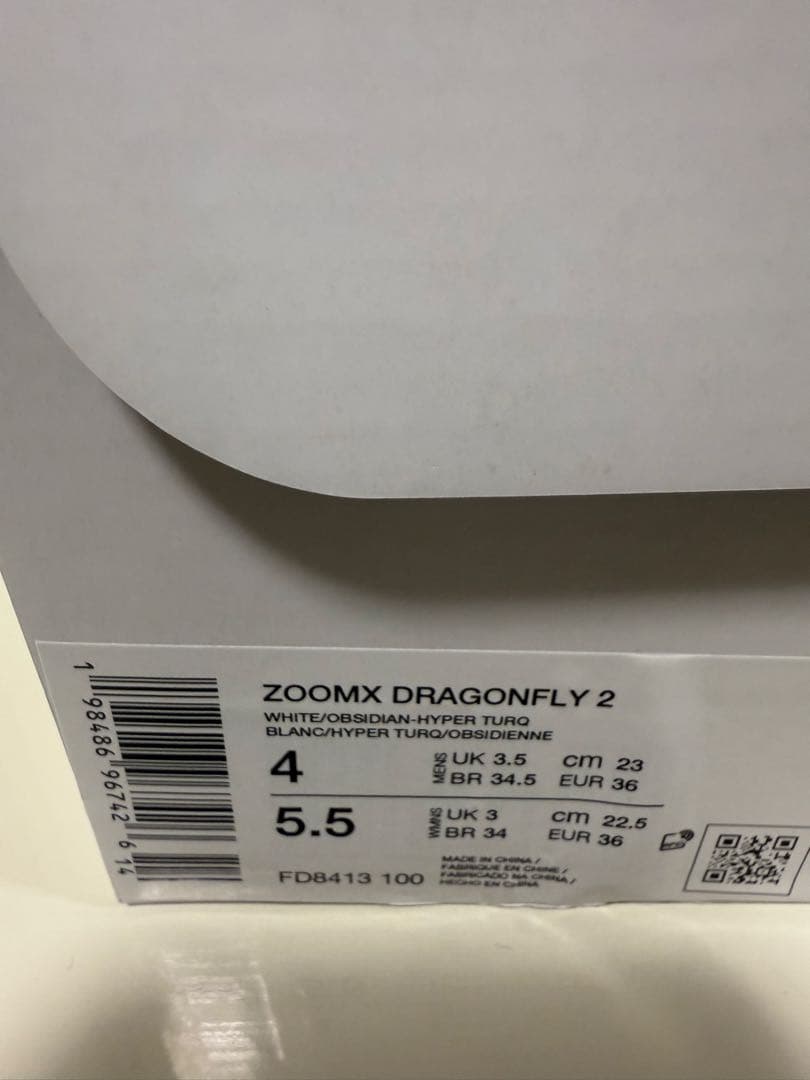 ZOOMX DRAGONFLY 2
WHITE/OBSIDIAN-HYPER TURQ
BLANC/HYPER TURQ/OBSIDIENNE
4 MENS UK 3.5 cm 23
BR 34.5 EUR 36
5.5 WMNS UK 3 cm 22.5
BR 34 EUR 36
FD8413 100
MADE IN CHINA /
FABRIQUE EN CHINE /
FABRICADO NA CHINA /
HECHO EN CHINA
1 98486 96742 6 14